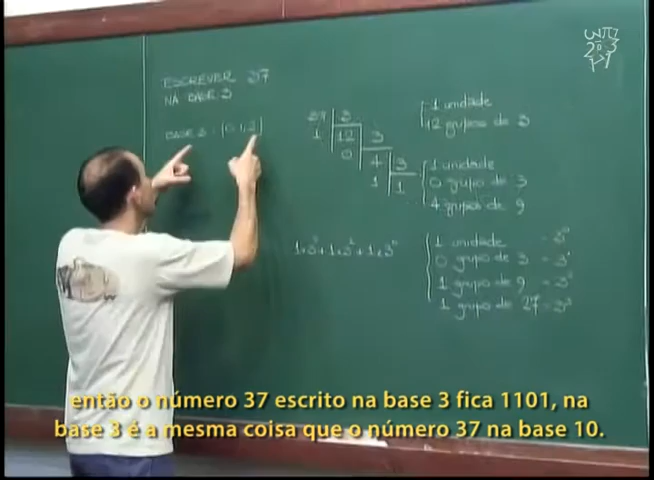 ESCREVER 37
NA BASE 3
BASE 3 : {0,1,2}
37 | 3
1 12 | 3
0 4 | 3
1 1
1 unidade
12 grupos de 3
1 unidade
0 grupo de 3
4 grupos de 9
1 unidade = 3⁰
0 grupo de 3 = 3¹
1 grupo de 9 = 3²
1 grupo de 27 = 3³
1×3³+1×3²+1×3⁰
então o número 37 escrito na base 3 fica 1101, na
base 3 é a mesma coisa que o número 37 na base 10.